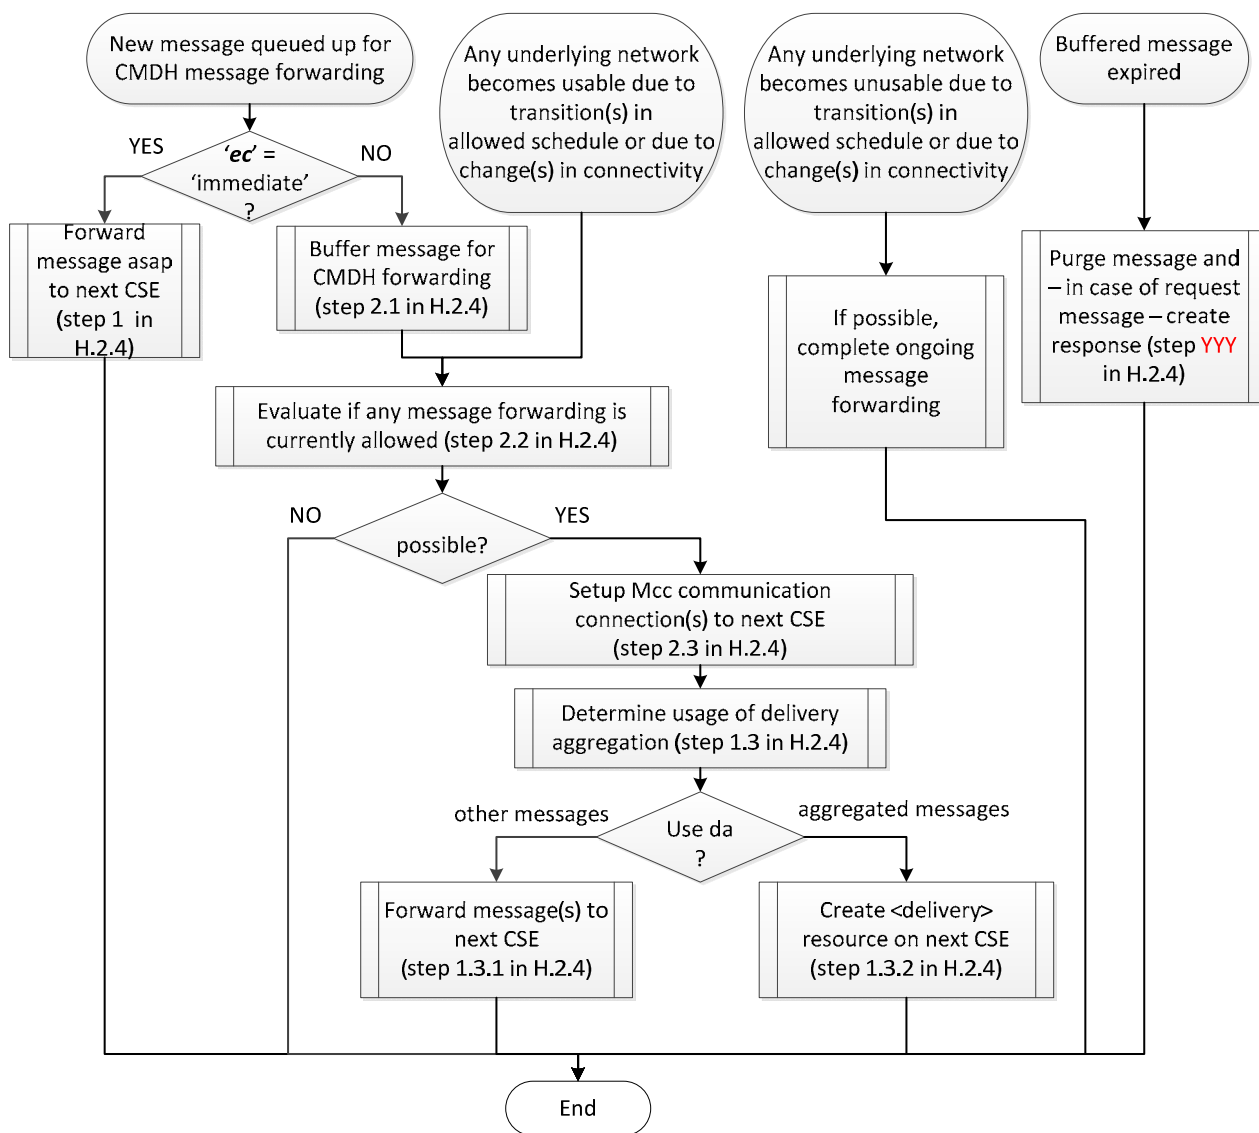 New message queued up for
CMDH message forwarding
Any underlying network
becomes usable due to
transition(s) in
allowed schedule or due to
change(s) in connectivity
Any underlying network
becomes unusable due to
transition(s) in
allowed schedule or due to
change(s) in connectivity
Buffered message
expired
YES
'ec' =
'immediate'
?
NO
Forward
message asap
to next CSE
(step 1 in
H.2.4)
Buffer message for
CMDH forwarding
(step 2.1 in H.2.4)
If possible,
complete ongoing
message
forwarding
Purge message and
– in case of request
message – create
response (step YYY
in H.2.4)
Evaluate if any message forwarding is
currently allowed (step 2.2 in H.2.4)
NO
possible?
YES
Setup Mcc communication
connection(s) to next CSE
(step 2.3 in H.2.4)
Determine usage of delivery
aggregation (step 1.3 in H.2.4)
other messages
Use da
?
aggregated messages
Forward message(s) to
next CSE
(step 1.3.1 in H.2.4)
Create <delivery>
resource on next CSE
(step 1.3.2 in H.2.4)
End